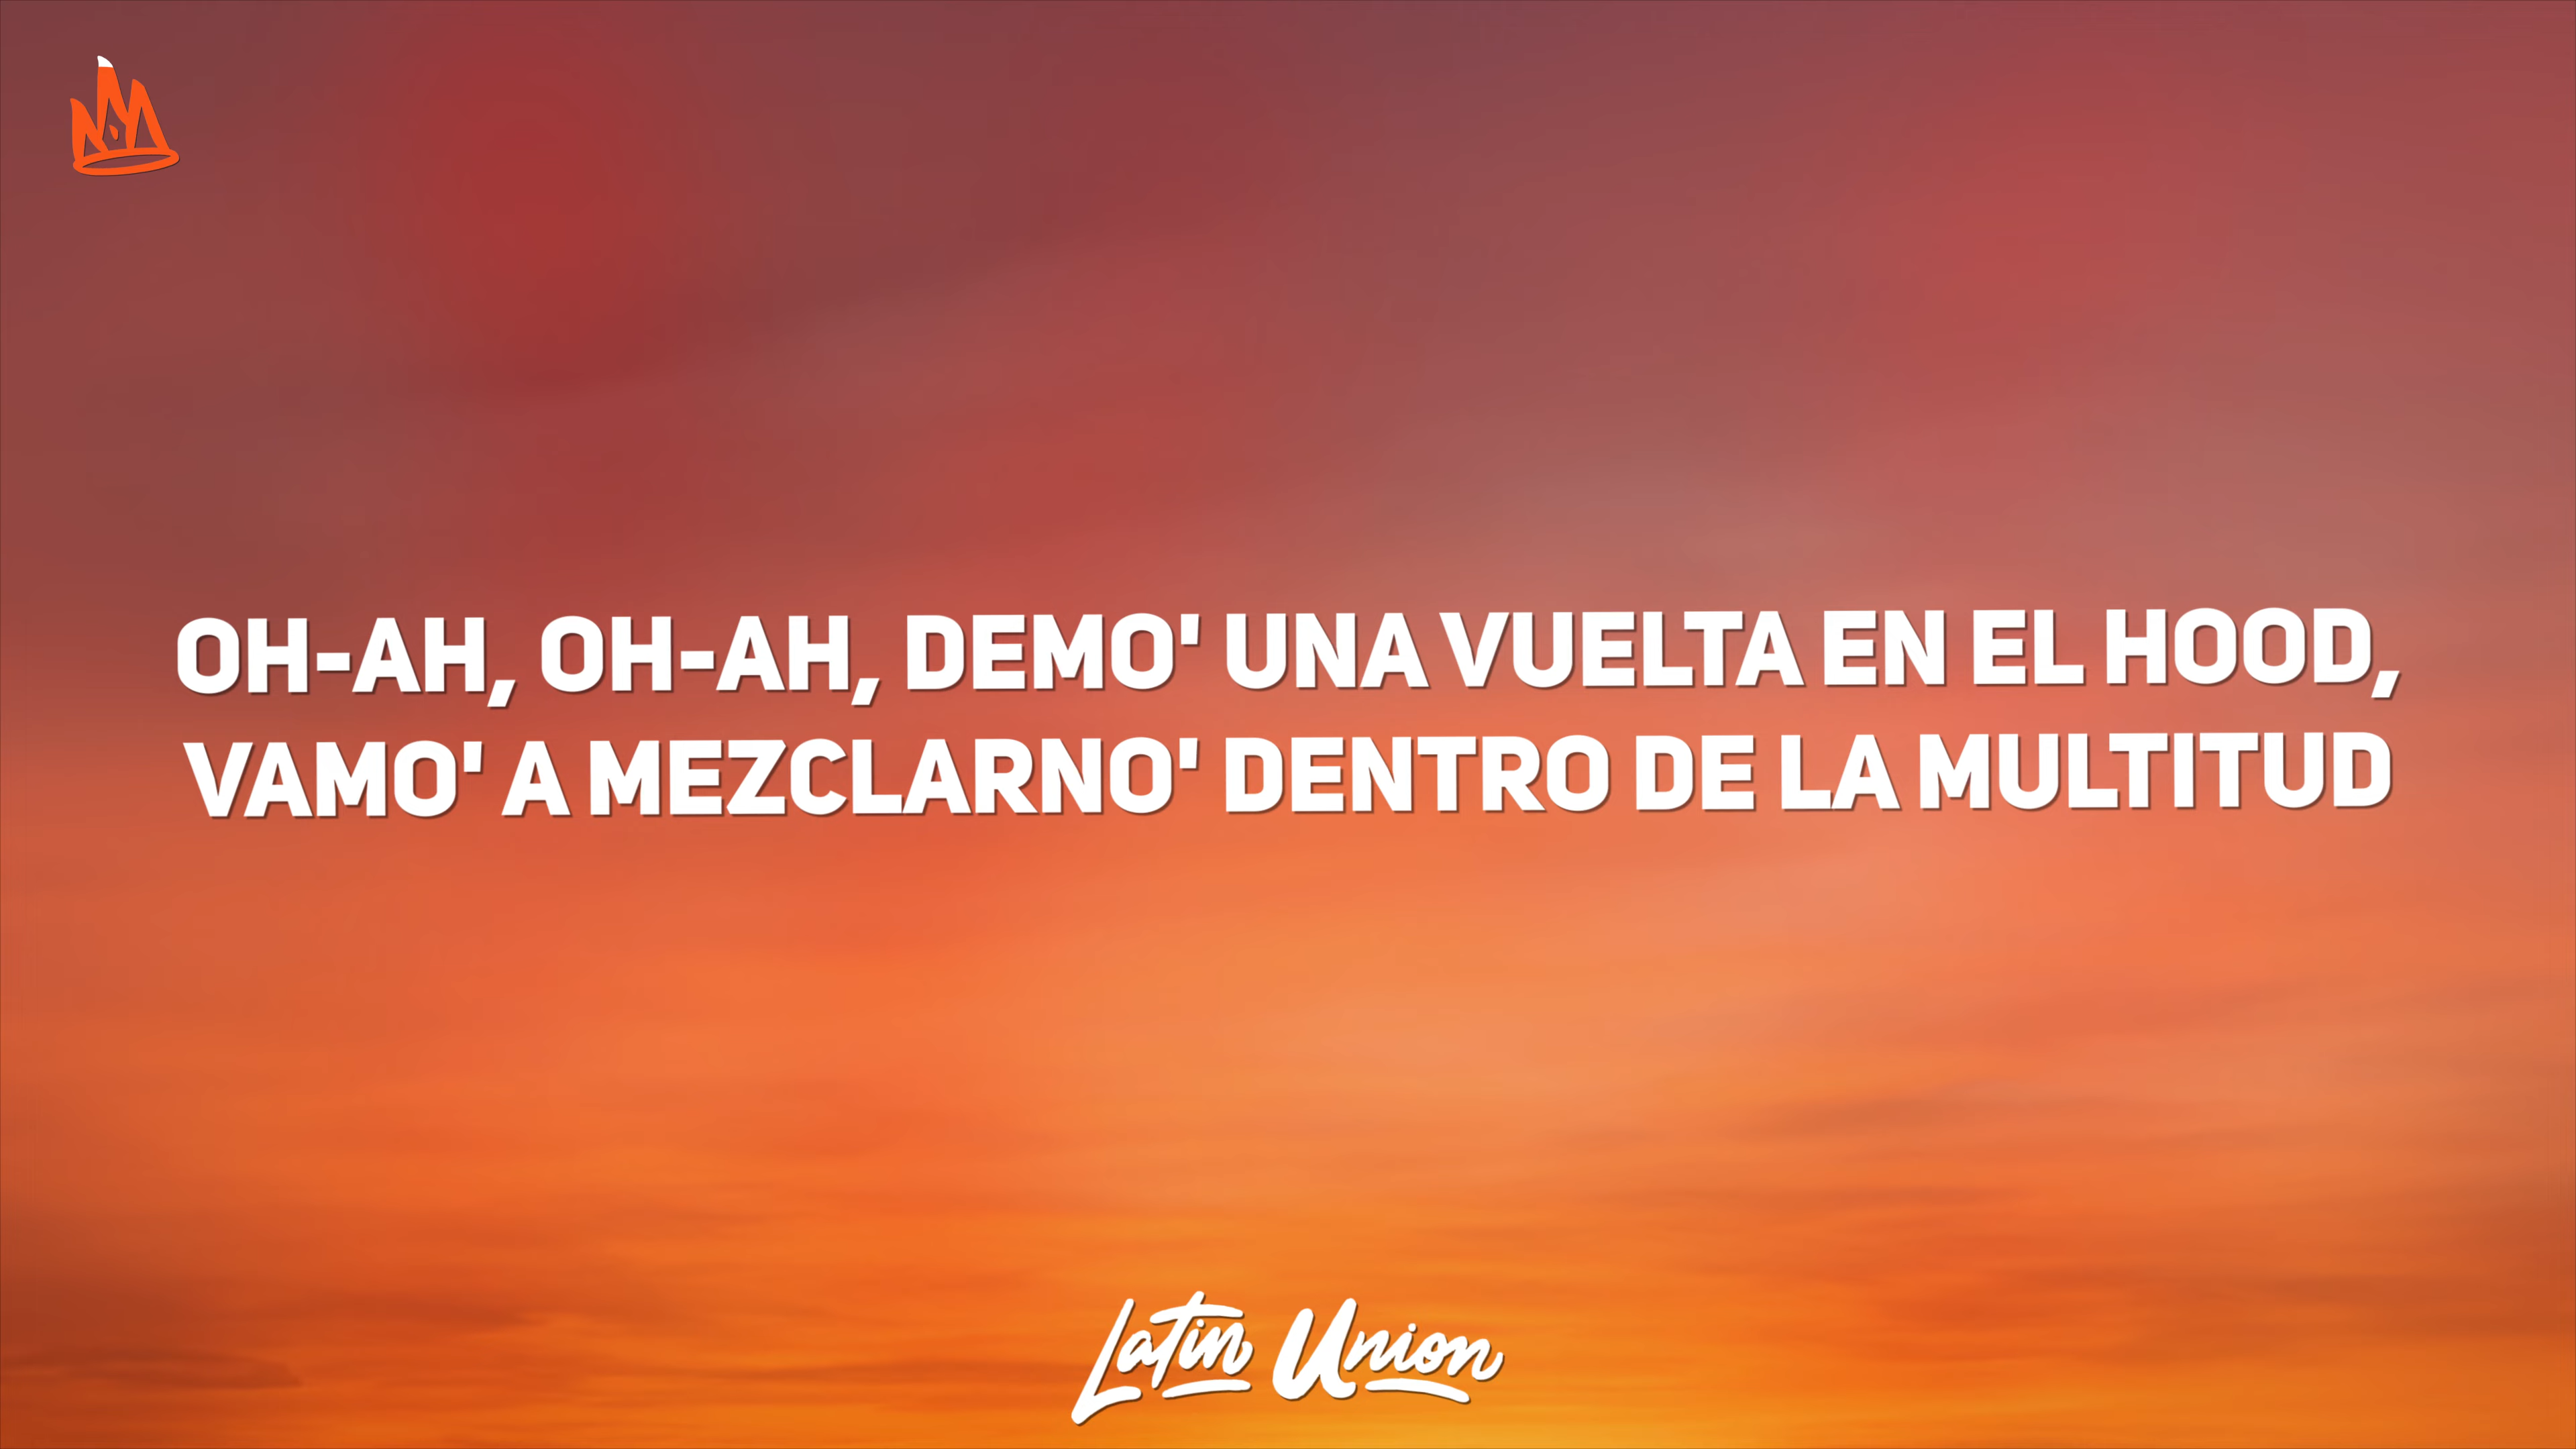 OH-AH, OH-AH, DEMO' UNA VUELTA EN EL HOOD,
VAMO' A MEZCLARNO' DENTRO DE LA MULTITUD
Latin Union